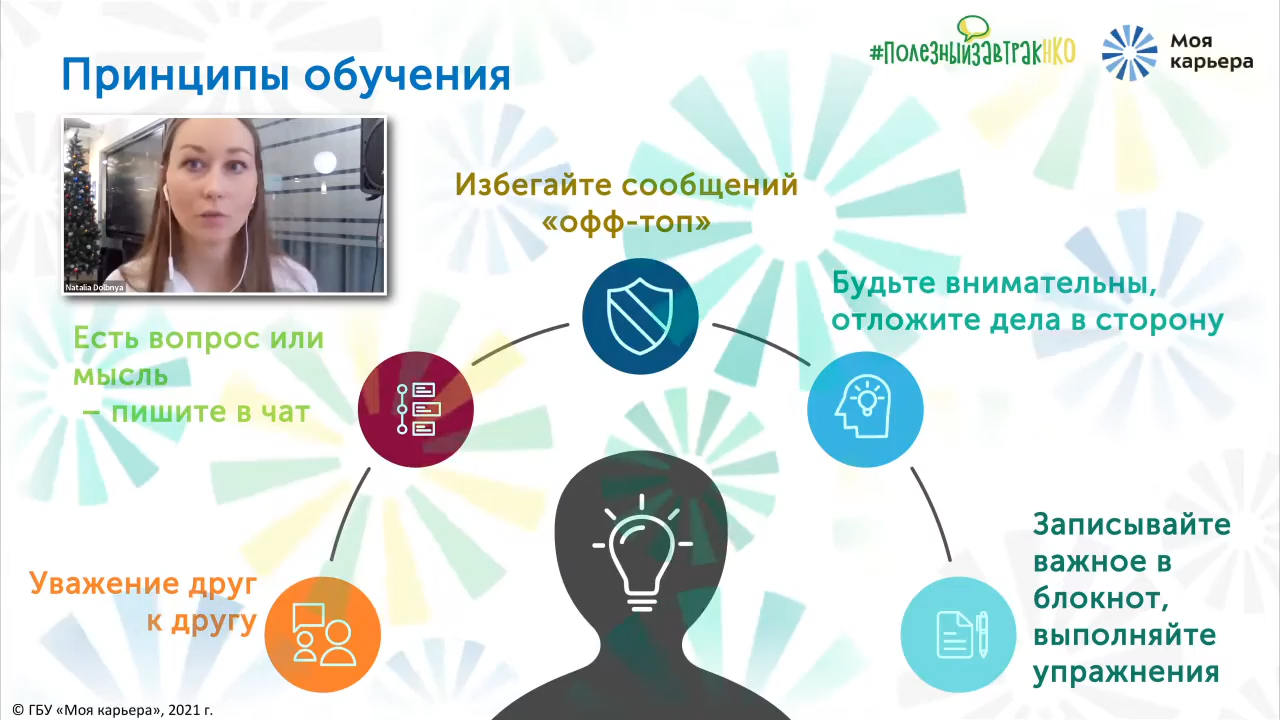 #ПолезныйзавтракНКО
Моя
карьера
Принципы обучения
Natalia Dolbnya
Избегайте сообщений
«офф-топ»
Будьте внимательны,
отложите дела в сторону
Есть вопрос или
мысль
– пишите в чат
Записывайте
важное в
блокнот,
выполняйте
упражнения
Уважение друг
к другу
© ГБУ «Моя карьера», 2021 г.